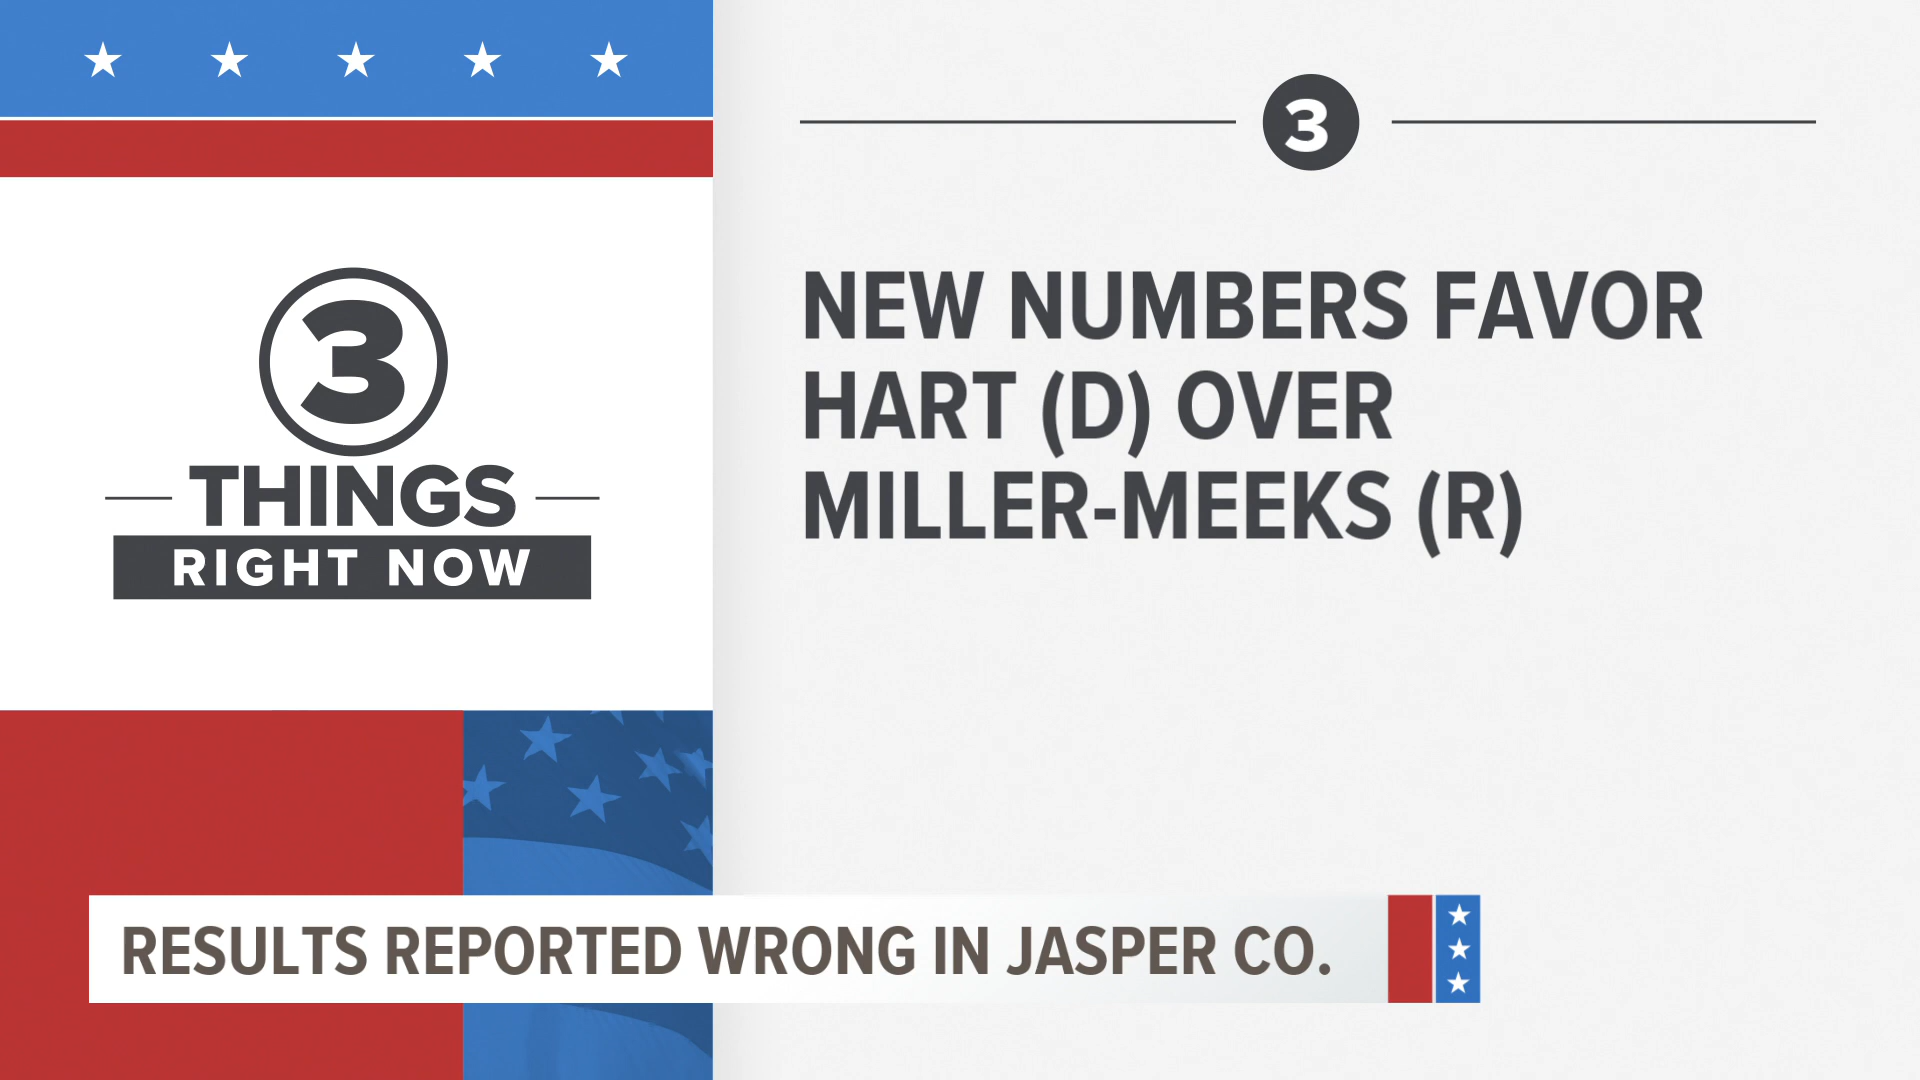 3
THINGS
RIGHT NOW
3
NEW NUMBERS FAVOR
HART (D) OVER
MILLER-MEEKS (R)
RESULTS REPORTED WRONG IN JASPER CO.